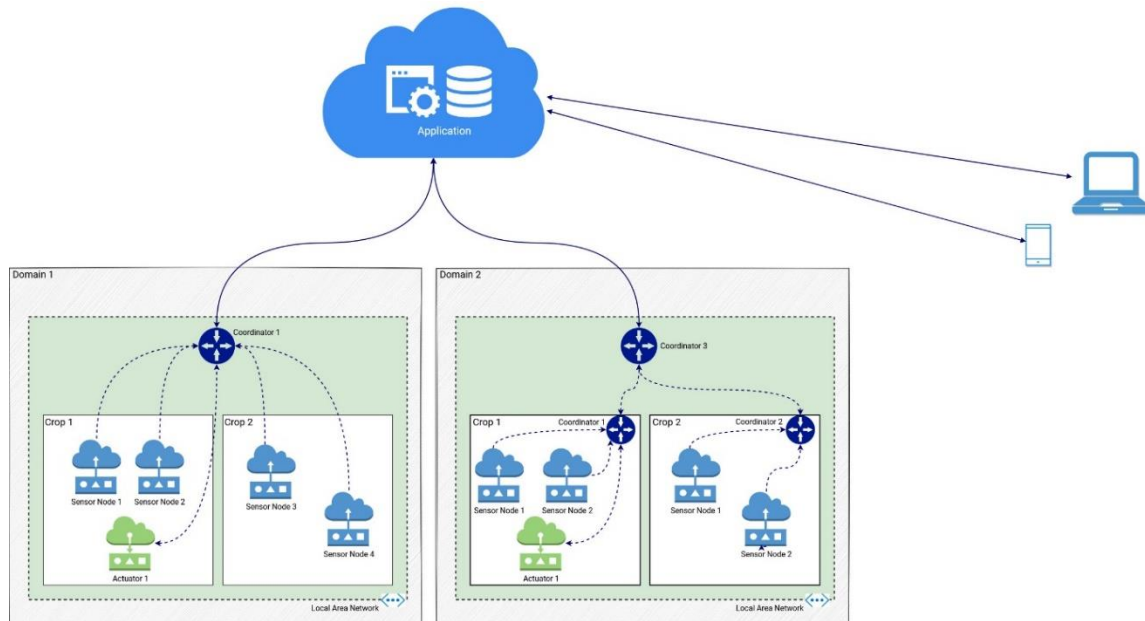 Application
Domain 1
Coordinator 1
Crop 1
Crop 2
Sensor Node 1
Sensor Node 2
Sensor Node 3
Sensor Node 4
Actuator 1
Local Area Network
Domain 2
Coordinator 3
Crop 1
Coordinator 1
Crop 2
Coordinator 2
Sensor Node 1
Sensor Node 2
Sensor Node 1
Sensor Node 2
Actuator 1
Local Area Network